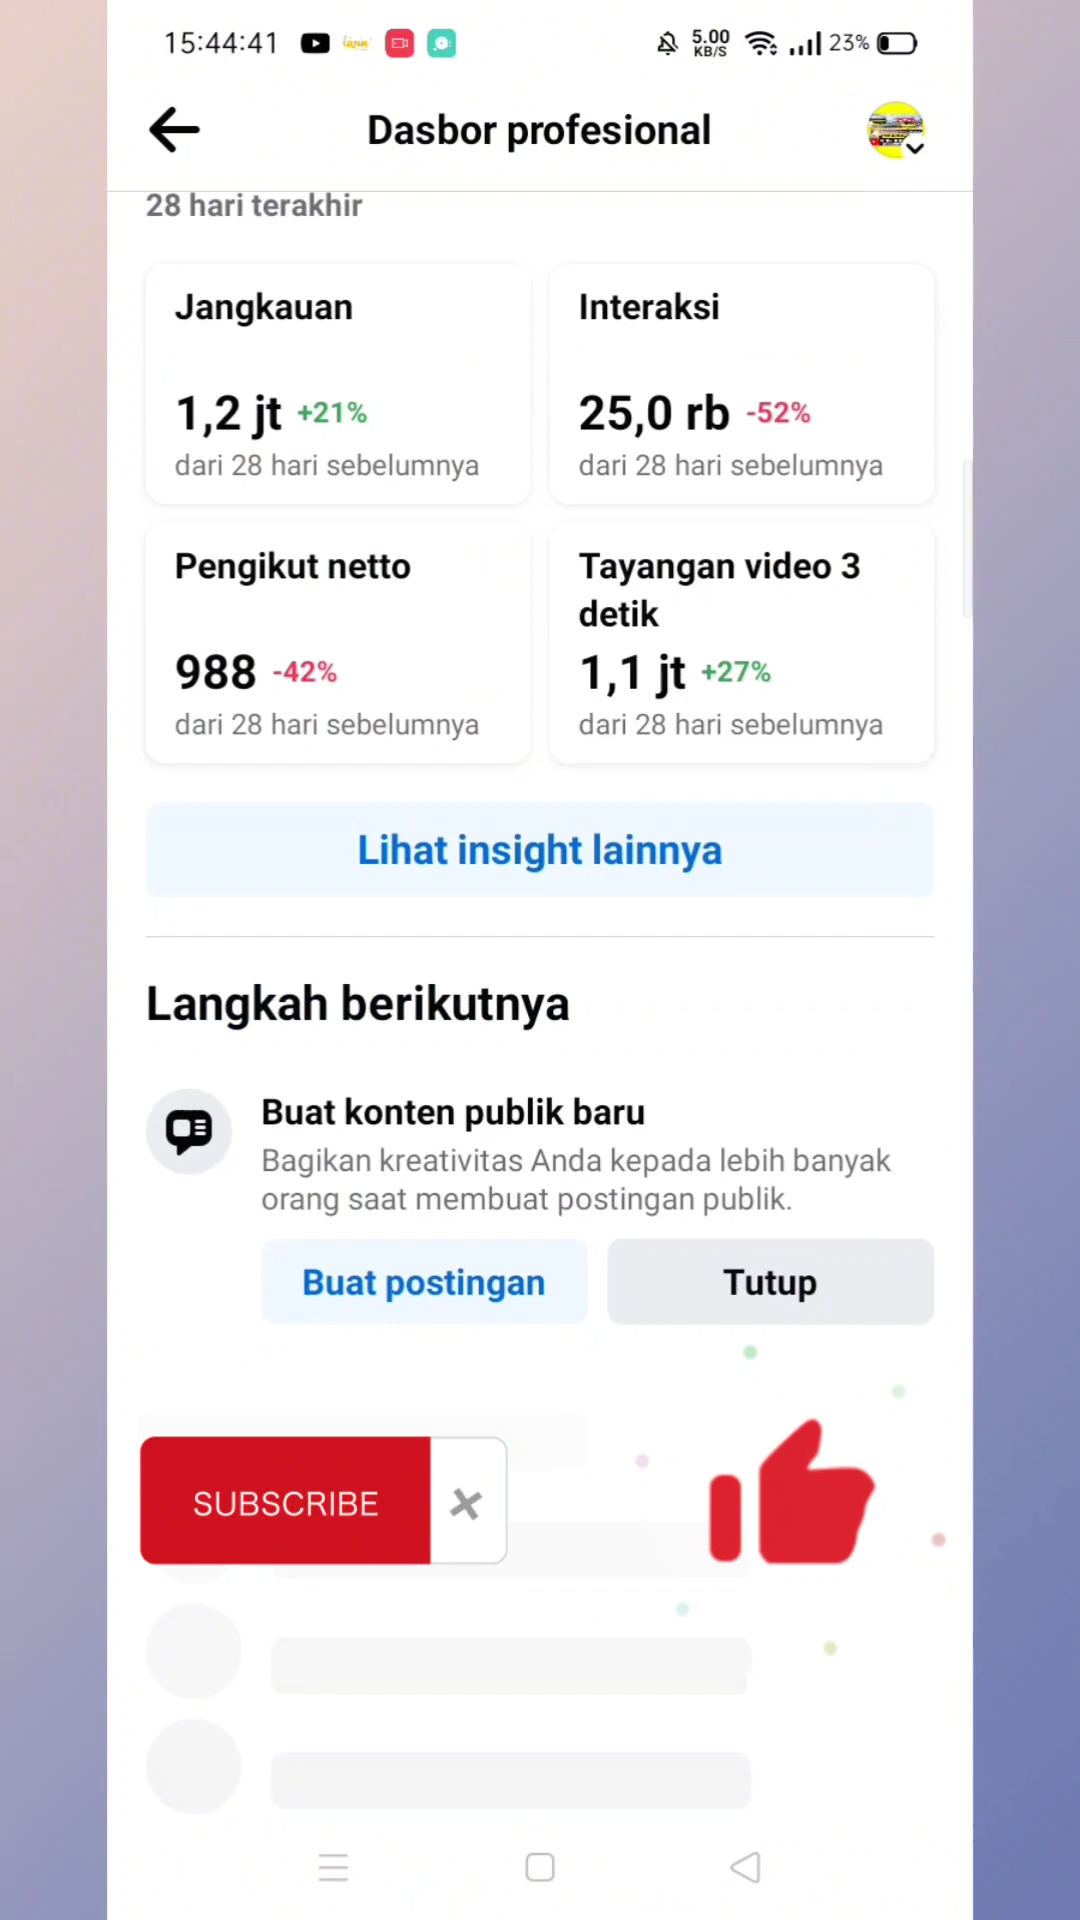 15:44:41
5.00
KB/S
23%
Dasbor profesional
28 hari terakhir
Jangkauan
1,2 jt +21%
dari 28 hari sebelumnya
Interaksi
25,0 rb -52%
dari 28 hari sebelumnya
Pengikut netto
988 -42%
dari 28 hari sebelumnya
Tayangan video 3
detik
1,1 jt +27%
dari 28 hari sebelumnya
Lihat insight lainnya
Langkah berikutnya
Buat konten publik baru
Bagikan kreativitas Anda kepada lebih banyak
orang saat membuat postingan publik.
Buat postingan
Tutup
SUBSCRIBE